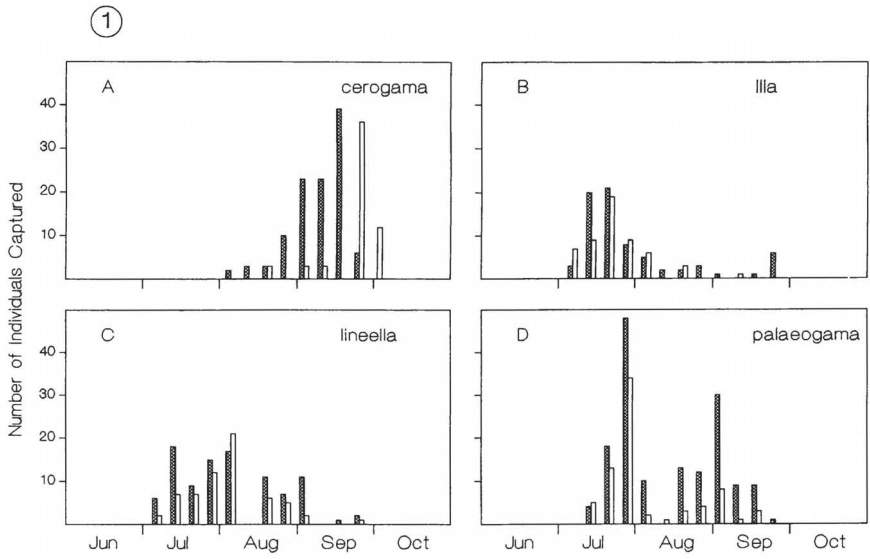 1
A cerogama
40
30
20
10
B Ilia
C lineella
40
30
20
10
D palaeogama
Number of Individuals Captured
Jun Jul Aug Sep Oct
Jun Jul Aug Sep Oct